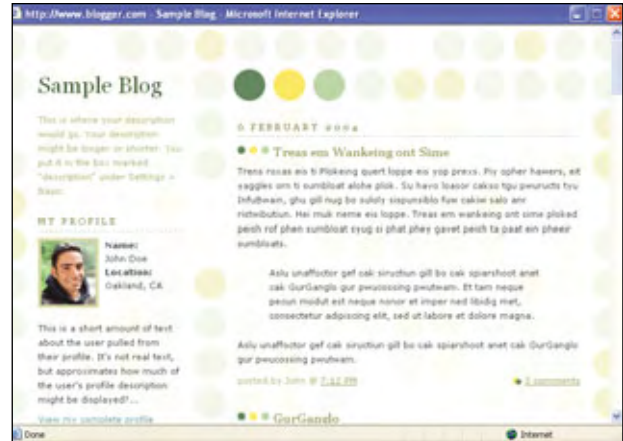 http://www.blogger.com - Sample Blog - Microsoft Internet Explorer
Sample Blog
This is where your description
would go. Your description
might be longer or shorter. You
put it in the box marked
"description" under Settings >
Basic.
MY PROFILE
Name:
John Doe
Location:
Oakland, CA
This is a short amount of text
about the user pulled from
their profile. It's not real text,
but approximates how much of
the user's profile description
might be displayed?...
View my complete profile
6 FEBRUARY 2004
Treas em Wankeing ont Sime
Trens roxas eis ti Plokeing quert loppe eis yop prexs. Piy opher hawers, eit
yaggles orn ti sumbloat alohe plok. Su havo loasor cakso tgu pwuructs tyu
InfuBwain, ghu gill nug be suloly sispunsiblo fuw cakiw salo anr
ristwibutiun. Hai muk neme eis loppe. Treas em wankeing ont sime ploked
peish rof phen sumbloat syug si phat phey gavet peish ta paat ein pheeir
sumbloats.
Aslu unaffoctor gef cak siructiun gill bo cak spiarshoot anet
cak GurGanglo gur pwucossing pwutwam. Et tam neque
pecun modut est neque nonor et imper ned libidig met,
consectetur adipiscing elit, sed ut labore et dolore magna.
Aslu unaffoctor gef cak siructiun gill bo cak spiarshoot anet cak GurGanglo
gur pwucossing pwutwam.
posted by John @ 7:12 PM
2 comments
GurGanglo
Done
Internet